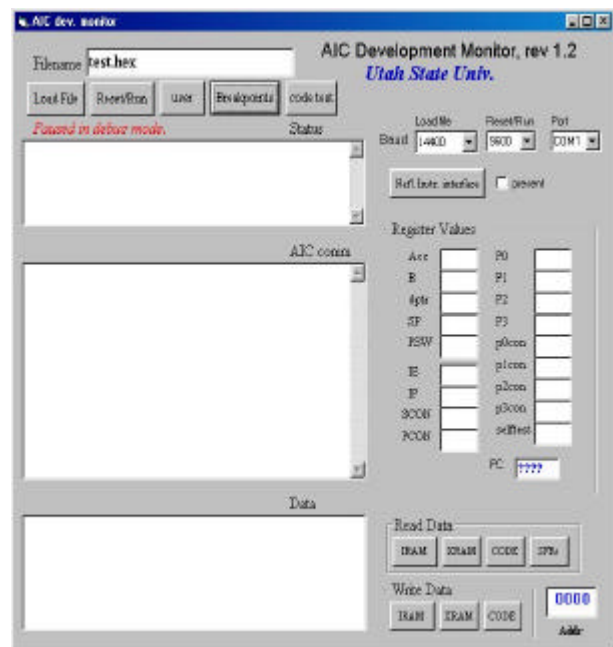 AIC dev. monitor
AIC Development Monitor, rev 1.2
Utah State Univ.
Filename test.hex
Load File Reset/Run user Breakpoints code test
Paused in debug mode. Status
Loadfile Reset/Run Port
Baud 14400 9600 COM1
Refl. Instr. interface present
Register Values
AIC comm
Acc P0
B P1
dptr P2
SP P3
PSW p0con
IE p1con
IP p2con
SCON p3con
PCON selftest
PC ????
Data
Read Data
IRAM XRAM CODE SFRs
Write Data
IRAM XRAM CODE
0000
Addr